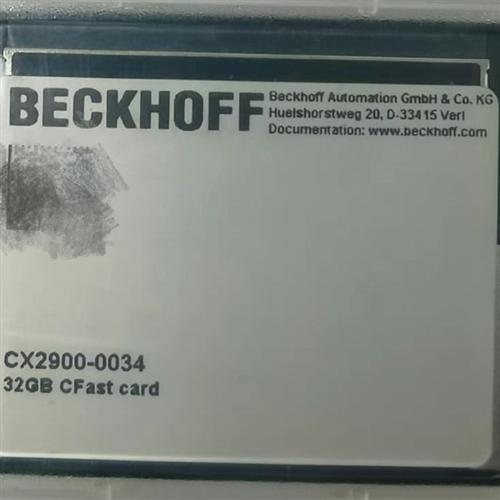 BECKHOFF
Beckhoff Automation GmbH & Co. KG
Huelshorstweg 20, D-33415 Verl
Documentation: www.beckhoff.com
CX2900-0034
32GB CFast card